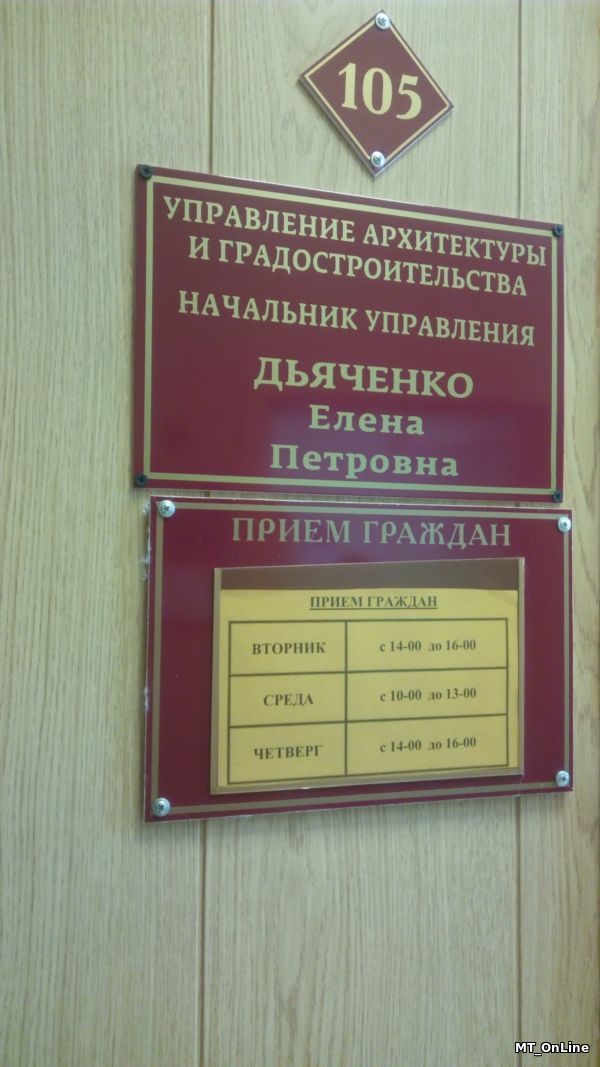 105
УПРАВЛЕНИЕ АРХИТЕКТУРЫ
И ГРАДОСТРОИТЕЛЬСТВА
НАЧАЛЬНИК УПРАВЛЕНИЯ
ДЬЯЧЕНКО
Елена
Петровна
ПРИЕМ ГРАЖДАН
ПРИЕМ ГРАЖДАН
ВТОРНИК с 14-00 до 16-00
СРЕДА с 10-00 до 13-00
ЧЕТВЕРГ с 14-00 до 16-00
MT_OnLine